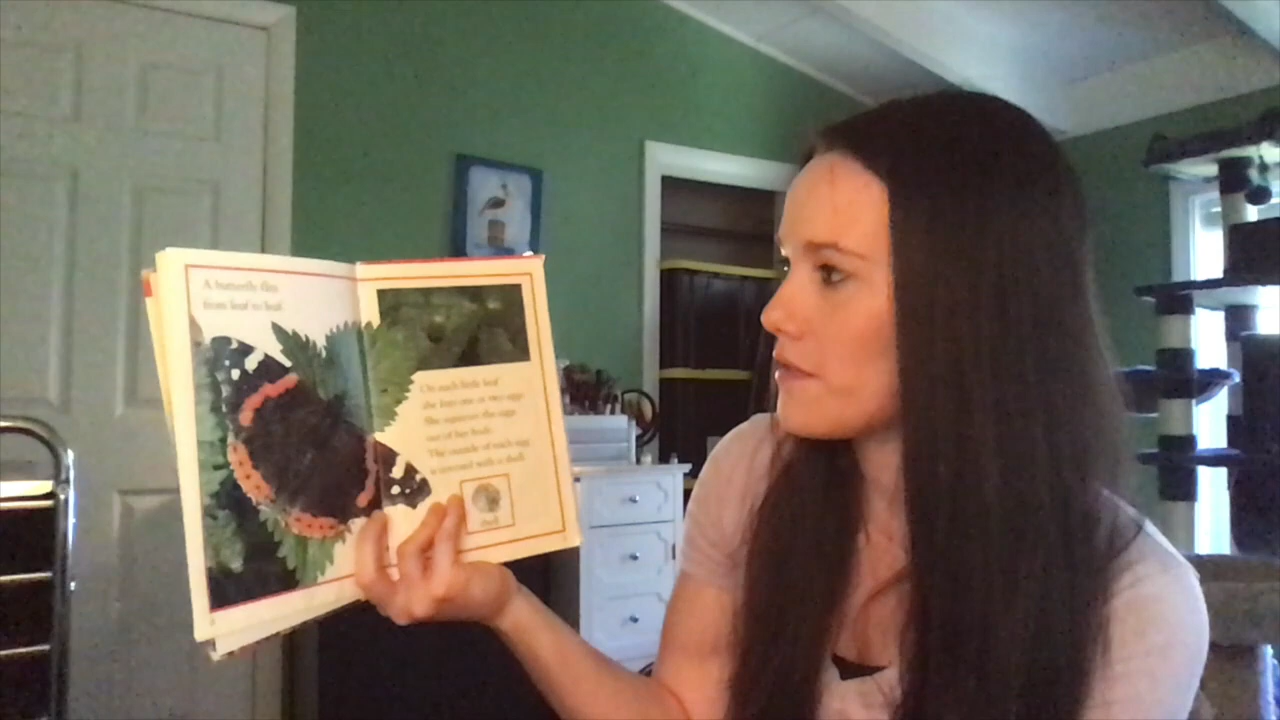 A butterfly flits
from leaf to leaf.
On each little leaf
she lays one or two eggs.
She squeezes the eggs
out of her body.
The outside of each egg
is covered with a shell.
shell